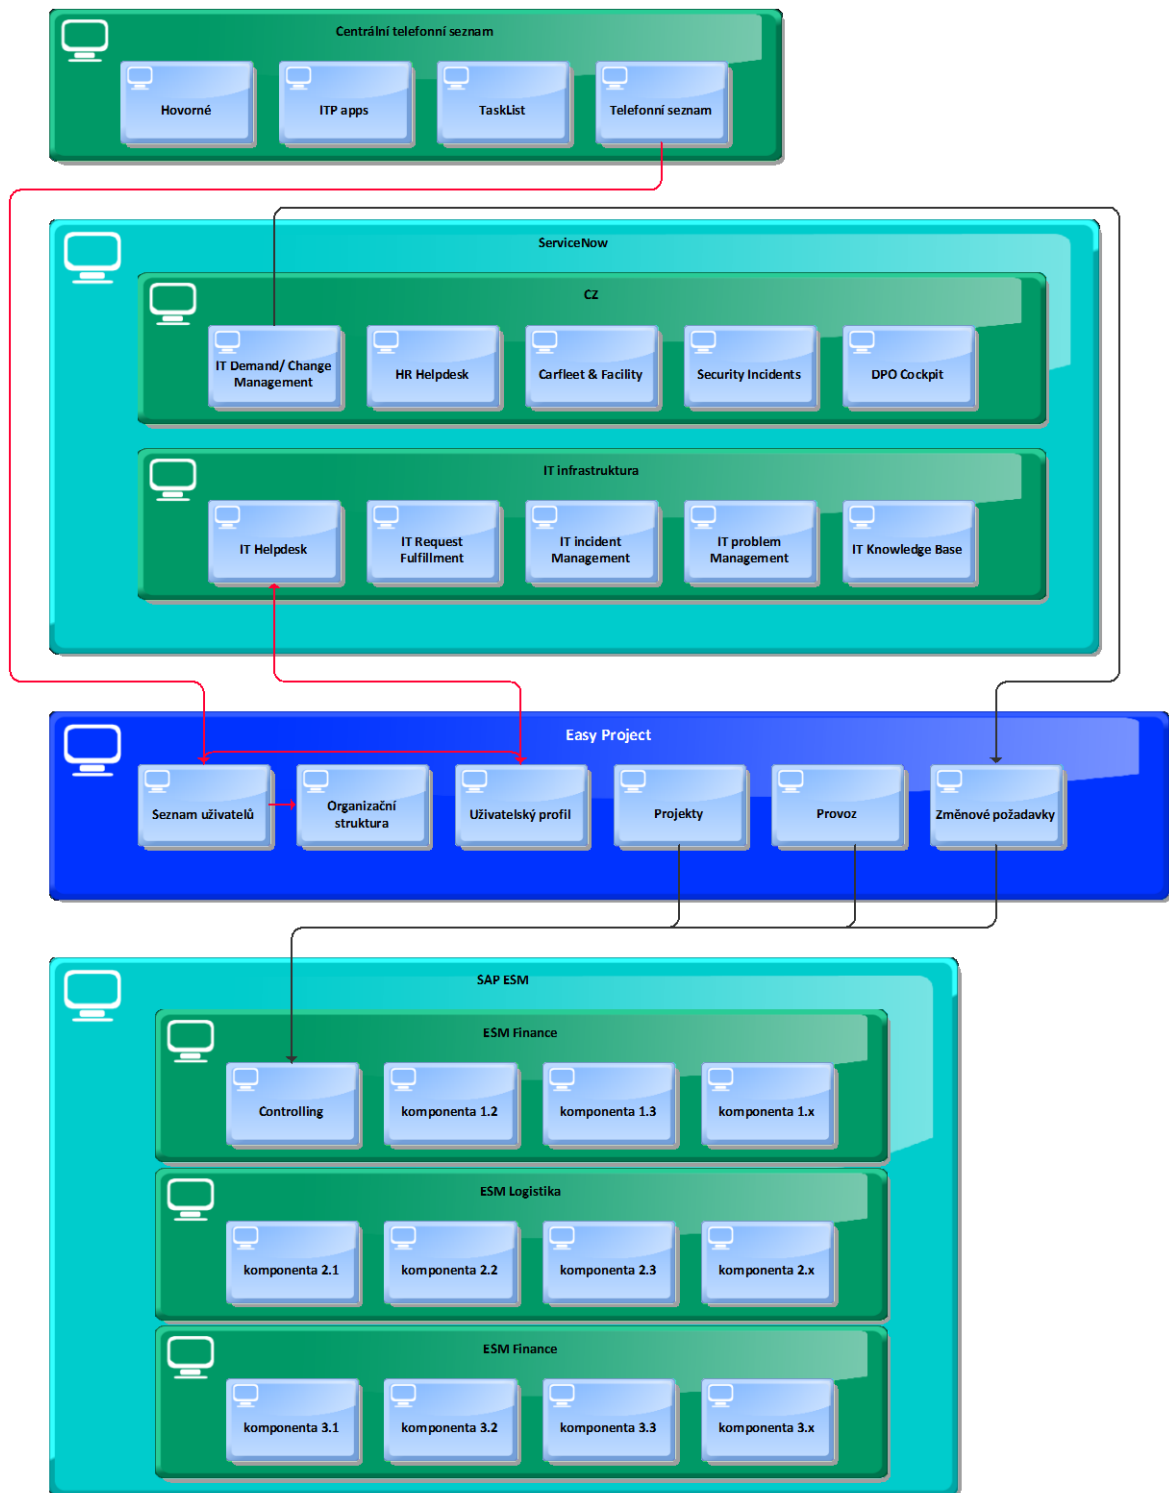 Centrální telefonní seznam
Hovorné
ITP apps
TaskList
Telefonní seznam
ServiceNow
CZ
IT Demand/ Change
Management
HR Helpdesk
Carfleet & Facility
Security Incidents
DPO Cockpit
IT infrastruktura
IT Helpdesk
IT Request
Fulfillment
IT incident
Management
IT problem
Management
IT Knowledge Base
Easy Project
Seznam uživatelů
Organizační
struktura
Uživatelský profil
Projekty
Provoz
Změnové požadavky
SAP ESM
ESM Finance
Controlling
komponenta 1.2
komponenta 1.3
komponenta 1.x
ESM Logistika
komponenta 2.1
komponenta 2.2
komponenta 2.3
komponenta 2.x
ESM Finance
komponenta 3.1
komponenta 3.2
komponenta 3.3
komponenta 3.x